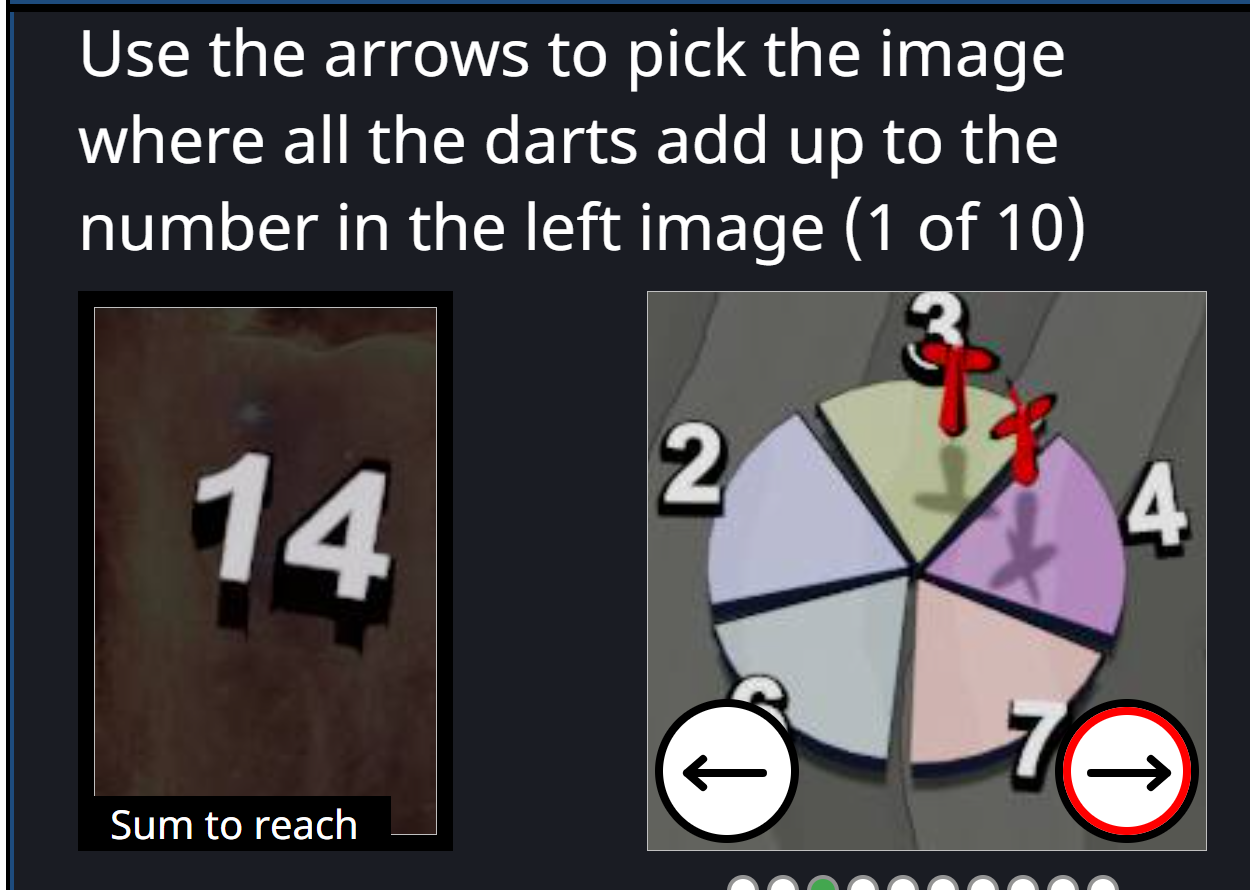 Use the arrows to pick the image
where all the darts add up to the
number in the left image (1 of 10)
14
Sum to reach
3
2
4
6
7